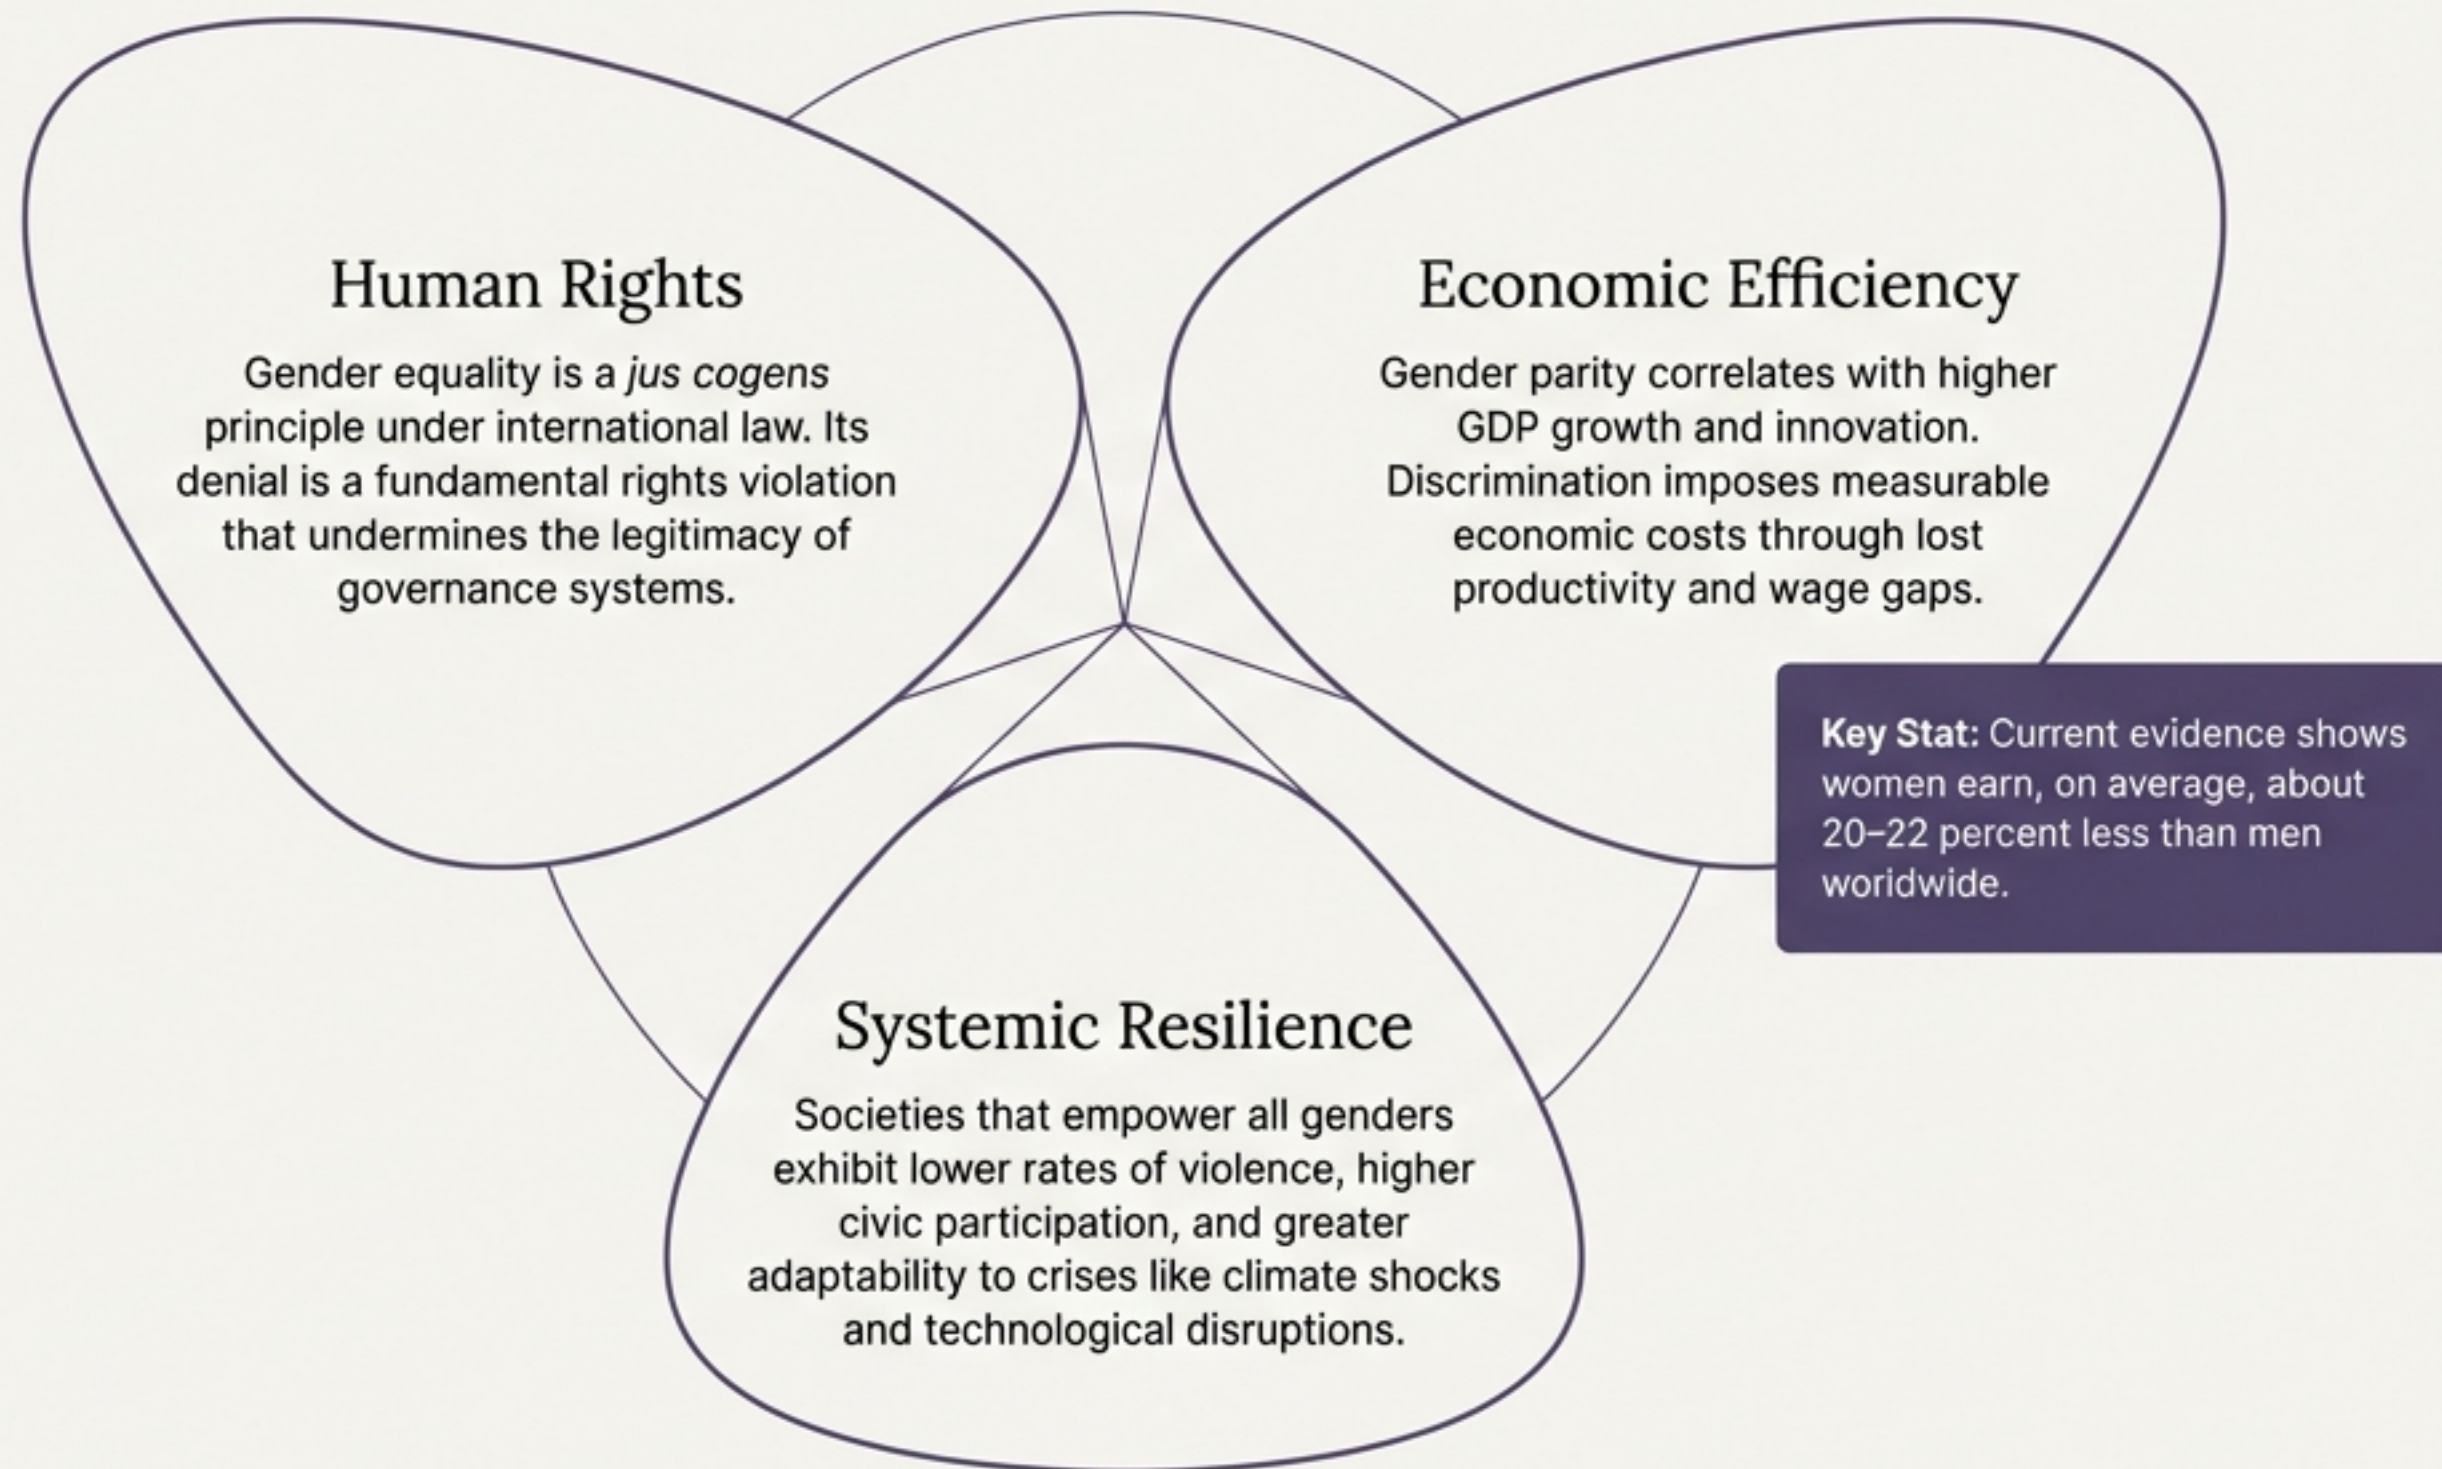 Human Rights
Gender equality is a jus cogens
principle under international law. Its
denial is a fundamental rights violation
that undermines the legitimacy of
governance systems.
Economic Efficiency
Gender parity correlates with higher
GDP growth and innovation.
Discrimination imposes measurable
economic costs through lost
productivity and wage gaps.
Key Stat: Current evidence shows
women earn, on average, about
20–22 percent less than men
woridwide.
Systemic Resilience
Societies that empower all genders
exhibit lower rates of violence, higher
civic participation, and greater
adaptability to crises like climate shocks
and technological disruptions.